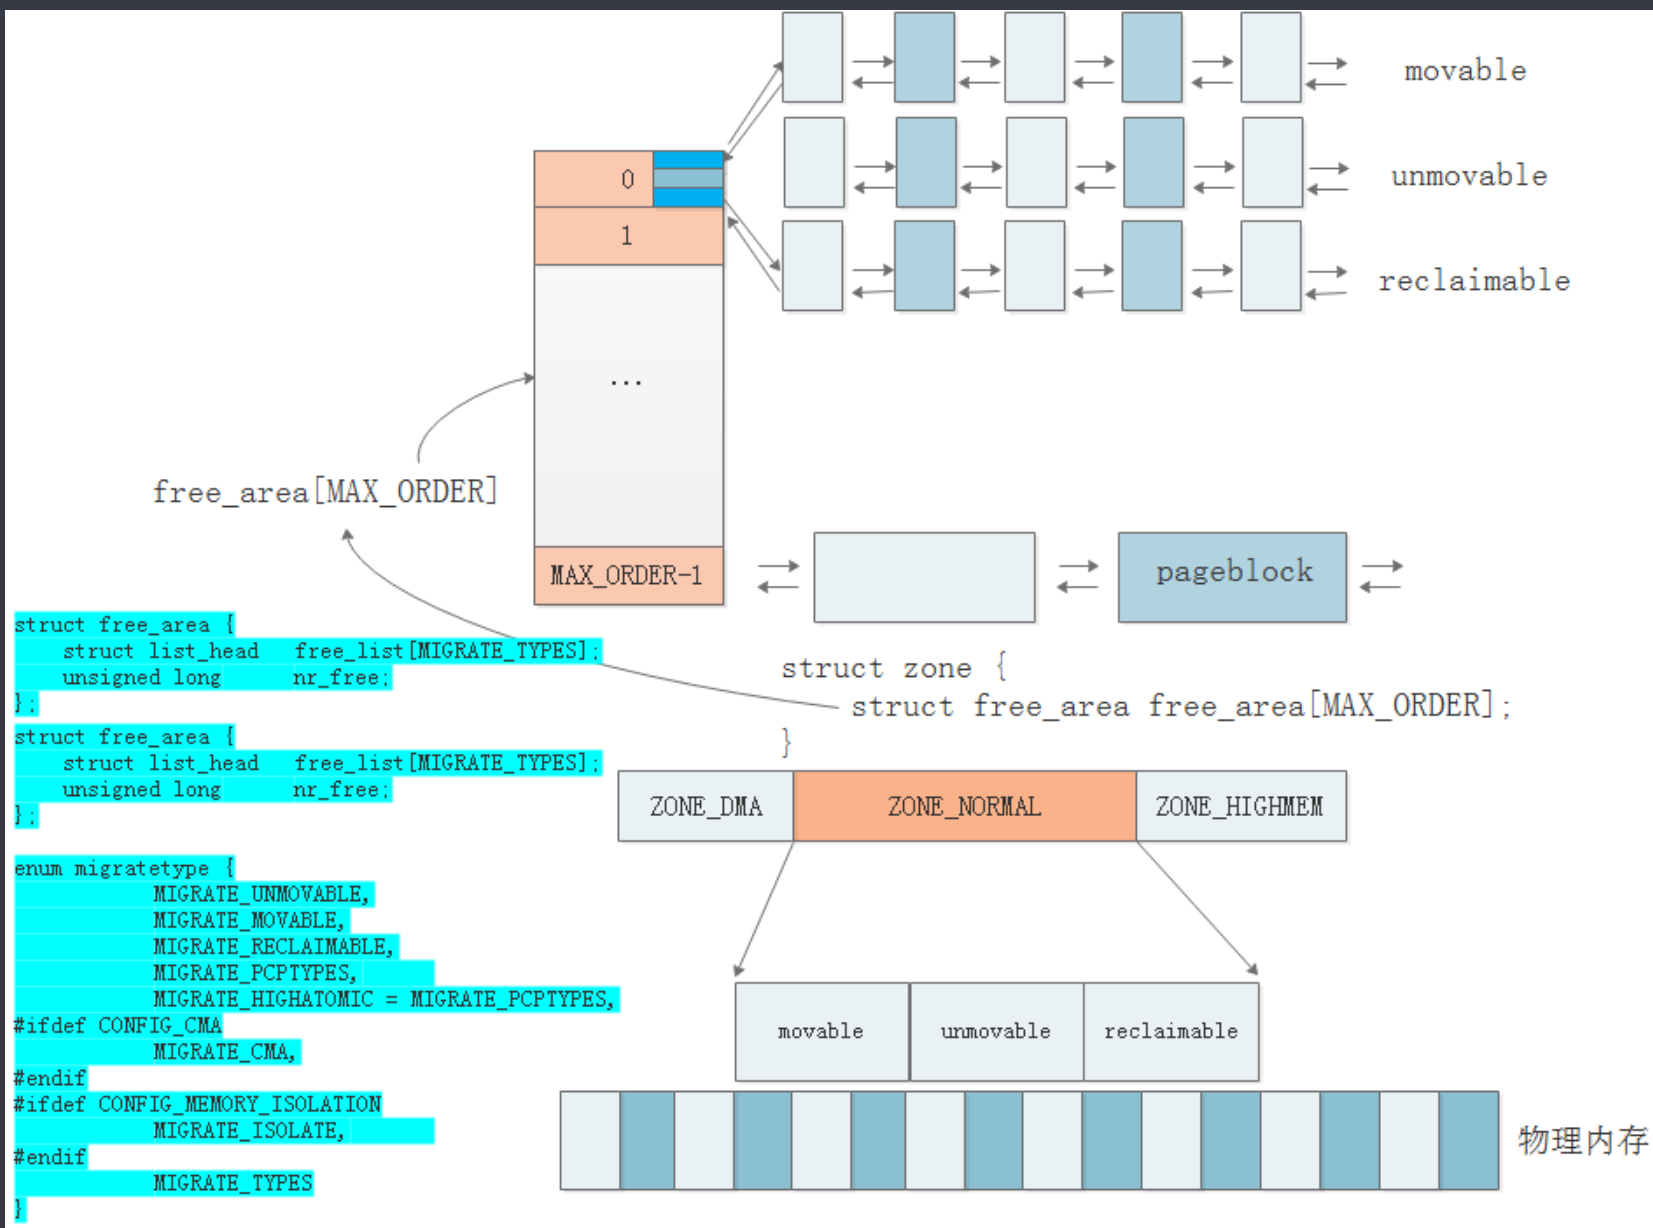 movable
unmovable
reclaimable
0
1
...
free_area[MAX_ORDER]
MAX_ORDER-1
pageblock
struct free_area {
struct list_head free_list[MIGRATE_TYPES];
unsigned long nr_free;
};
struct free_area {
struct list_head free_list[MIGRATE_TYPES];
unsigned long nr_free;
};
enum migratetype {
MIGRATE_UNMOVABLE,
MIGRATE_MOVABLE,
MIGRATE_RECLAIMABLE,
MIGRATE_PCPTYPES,
MIGRATE_HIGHATOMIC = MIGRATE_PCPTYPES,
#ifdef CONFIG_CMA
MIGRATE_CMA,
#endif
#ifdef CONFIG_MEMORY_ISOLATION
MIGRATE_ISOLATE,
#endif
MIGRATE_TYPES
}
struct zone {
struct free_area free_area[MAX_ORDER];
}
ZONE_DMA
ZONE_NORMAL
ZONE_HIGHMEM
movable
unmovable
reclaimable
物理内存